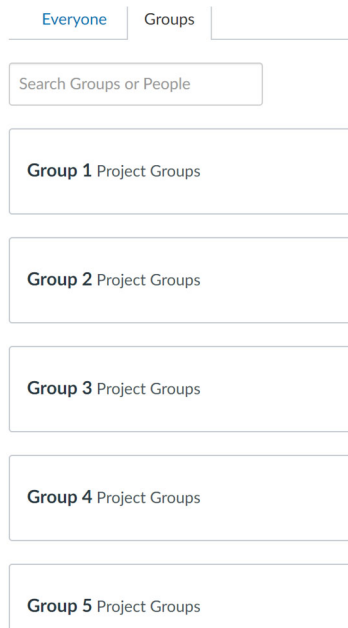 Everyone Groups
Search Groups or People
Group 1 Project Groups
Group 2 Project Groups
Group 3 Project Groups
Group 4 Project Groups
Group 5 Project Groups